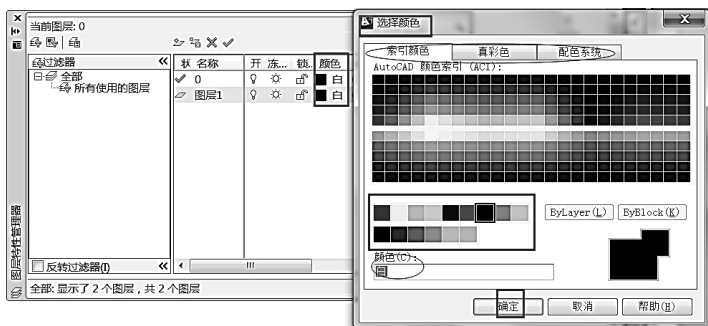 当前图层: 0
过滤器
全部
所有使用的图层
反转过滤器(I)
状 名称 开 冻... 锁.. 颜色
0 白
图层1 白
全部: 显示了 2 个图层 , 共 2 个图层
图层特性管理器
选择颜色
索引颜色 真彩色 配色系统
AutoCAD 颜色索引 (ACI):
ByLayer(L) ByBlock(K)
颜色(C):
白
确定 取消 帮助(H)